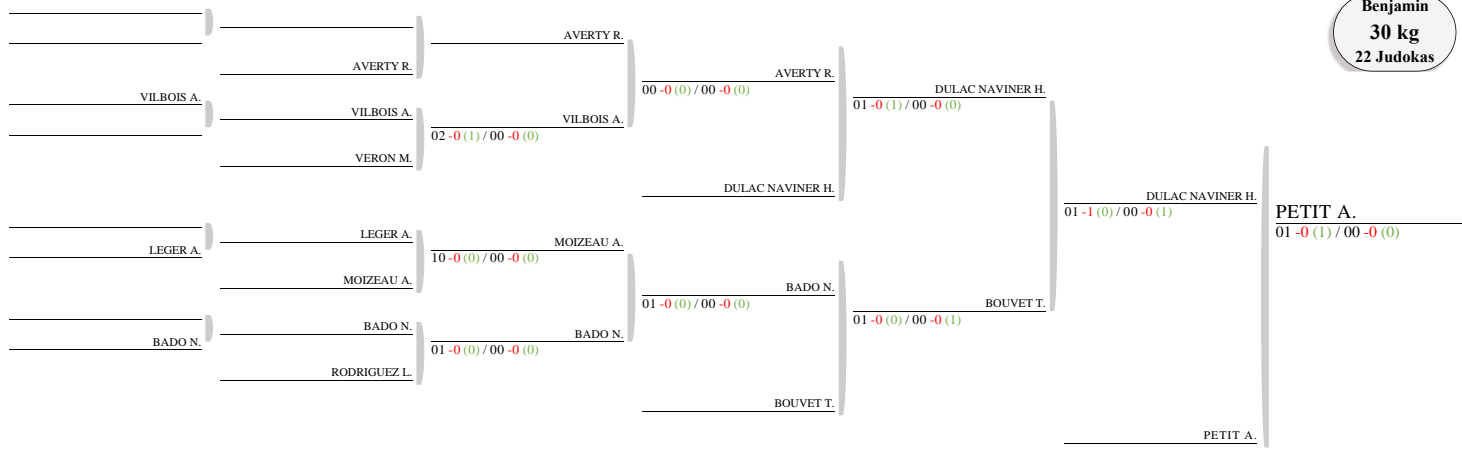 Benjamin
30 kg
22 Judokas
AVERTY R.
AVERTY R.
AVERTY R.
00 -0 (0) / 00 -0 (0)
DULAC NAVINER H.
01 -0 (1) / 00 -0 (0)
VILBOIS A.
VILBOIS A.
VILBOIS A.
02 -0 (1) / 00 -0 (0)
VERON M.
DULAC NAVINER H.
DULAC NAVINER H.
01 -1 (0) / 00 -0 (1)
PETIT A.
01 -0 (1) / 00 -0 (0)
LEGER A.
LEGER A.
MOIZEAU A.
10 -0 (0) / 00 -0 (0)
MOIZEAU A.
BADO N.
01 -0 (0) / 00 -0 (0)
BOUVET T.
01 -0 (0) / 00 -0 (1)
BADO N.
BADO N.
BADO N.
01 -0 (0) / 00 -0 (0)
RODRIGUEZ L.
BOUVET T.
PETIT A.